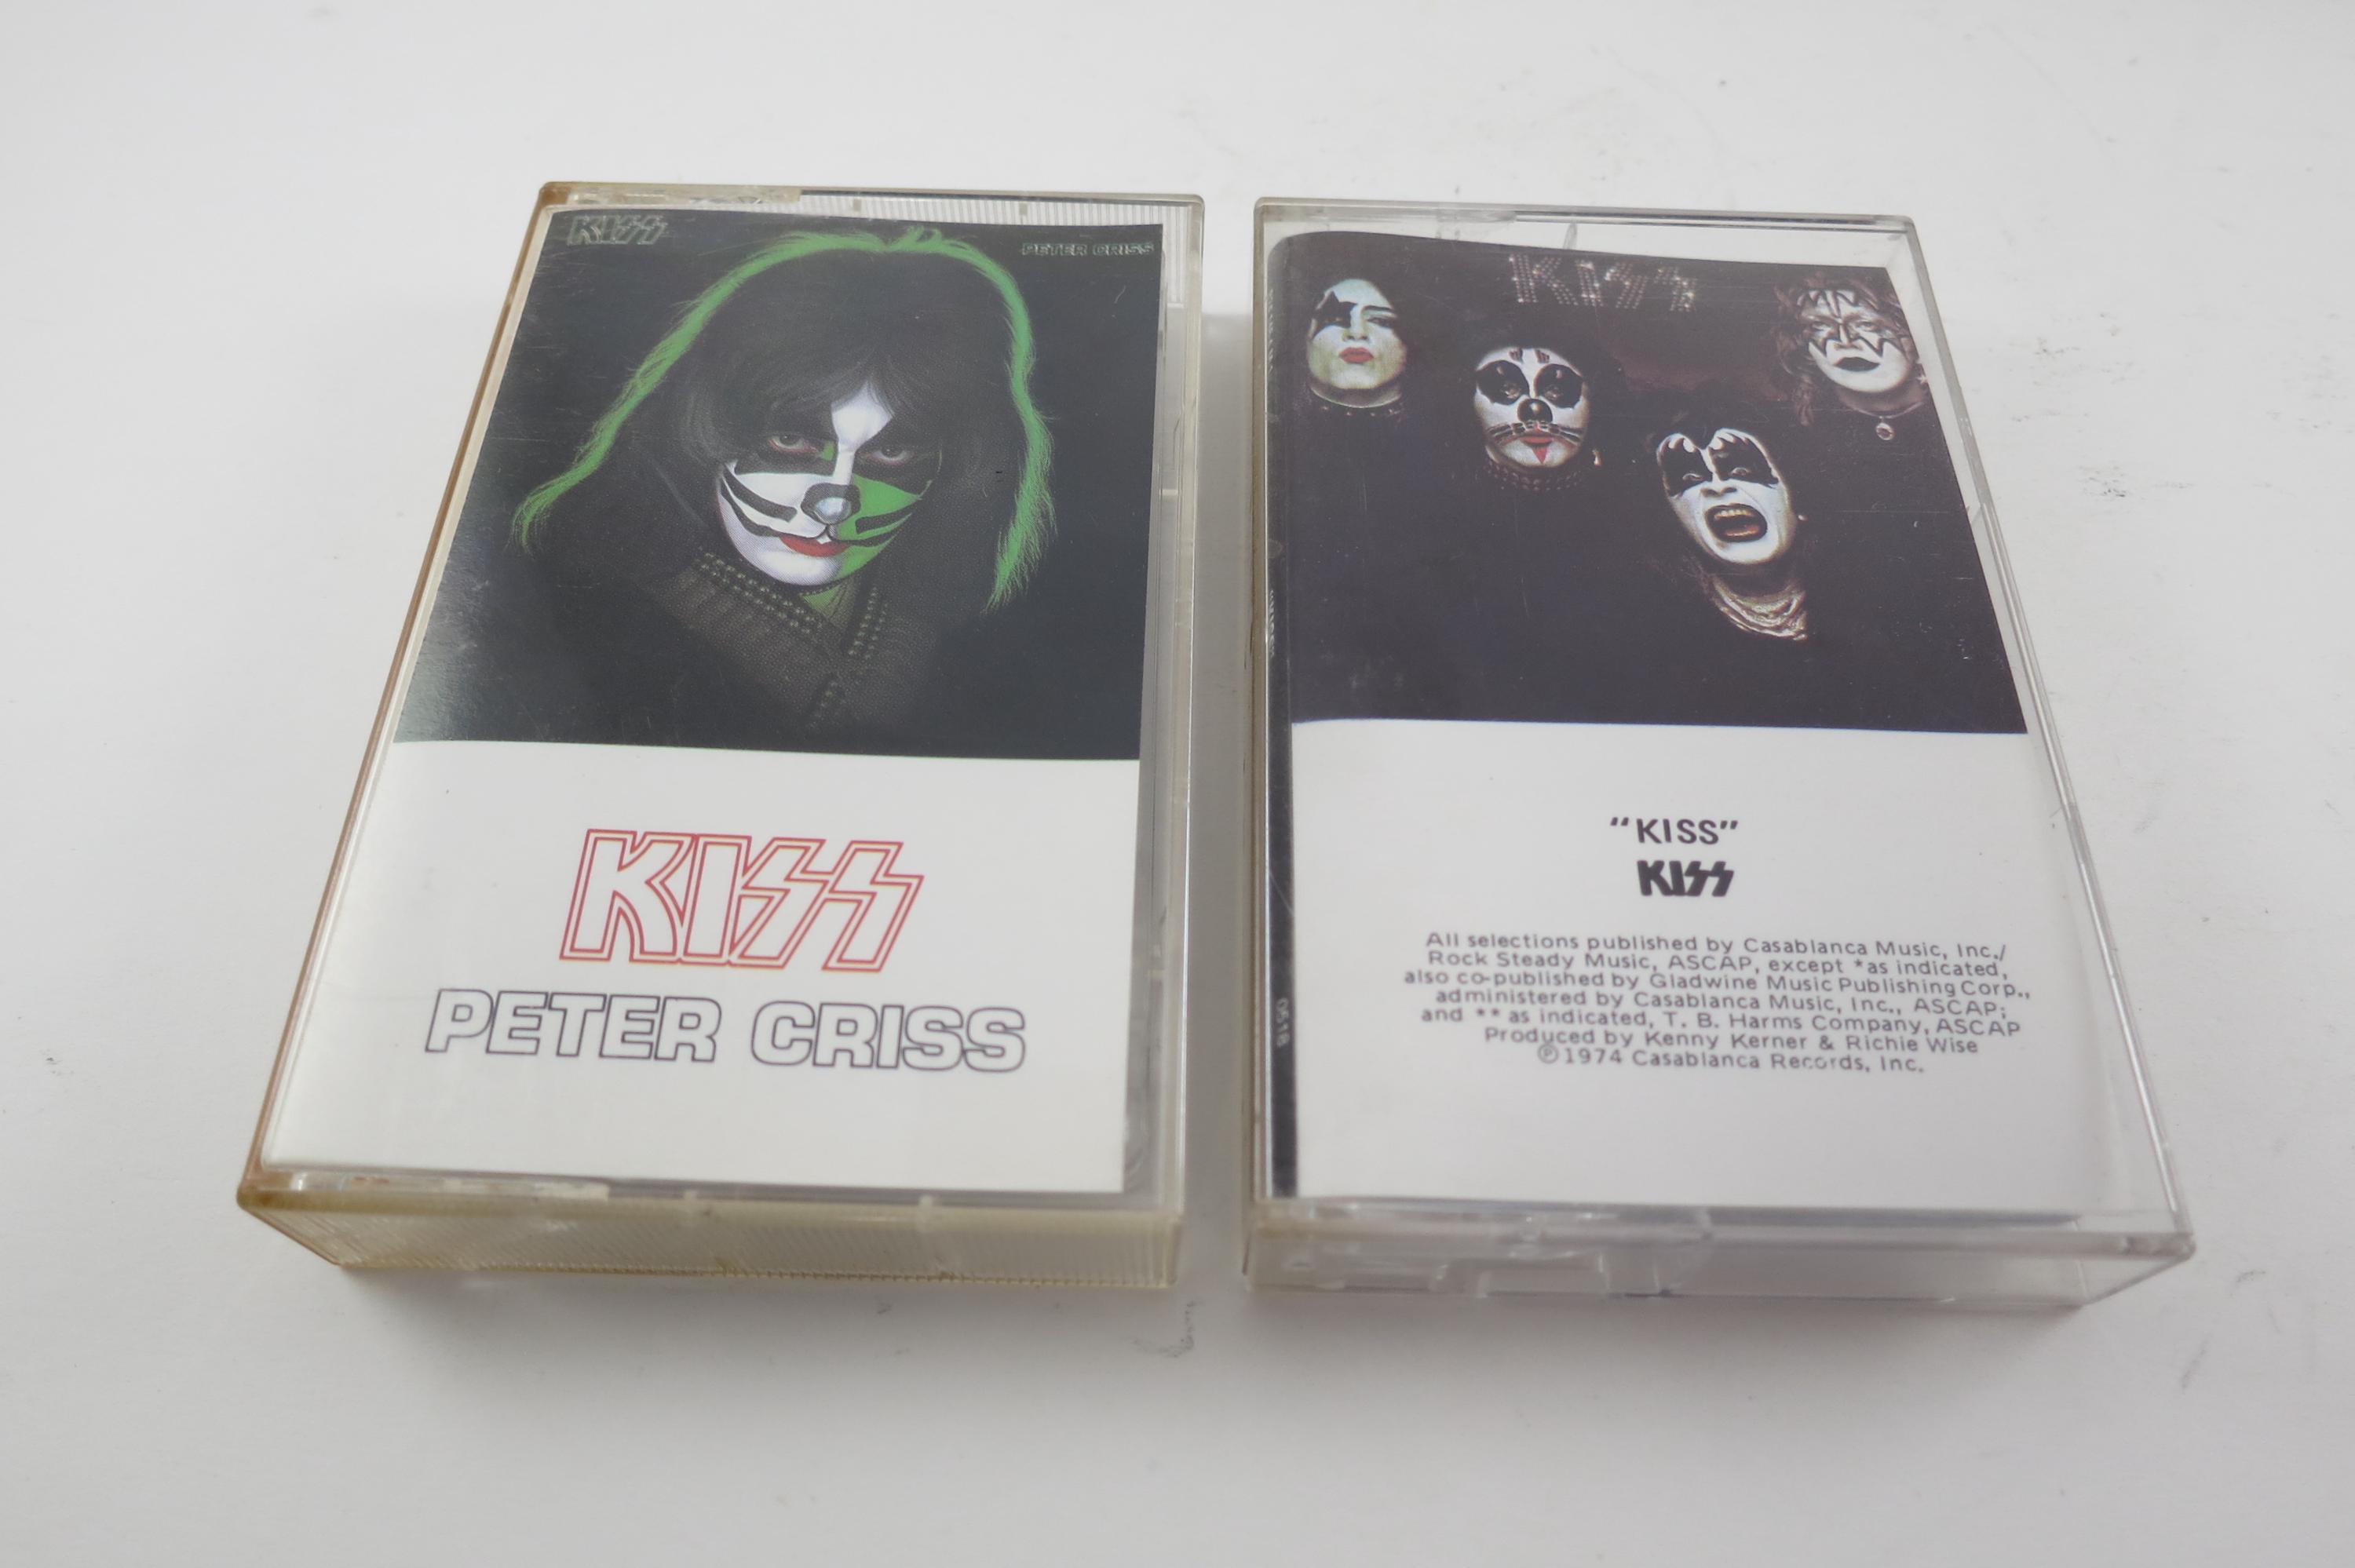 KISS
PETER CRISS
KISS
PETER CRISS
KISS
"KISS"
KISS
All selections published by Casablanca Music, Inc./
Rock Steady Music, ASCAP, except *as indicated,
also co-published by Gladwine Music Publishing Corp.,
administered by Casablanca Music, Inc., ASCAP;
and ** as indicated, T. B. Harms Company, ASCAP
Produced by Kenny Kerner & Richie Wise
℗1974 Casablanca Records, Inc.